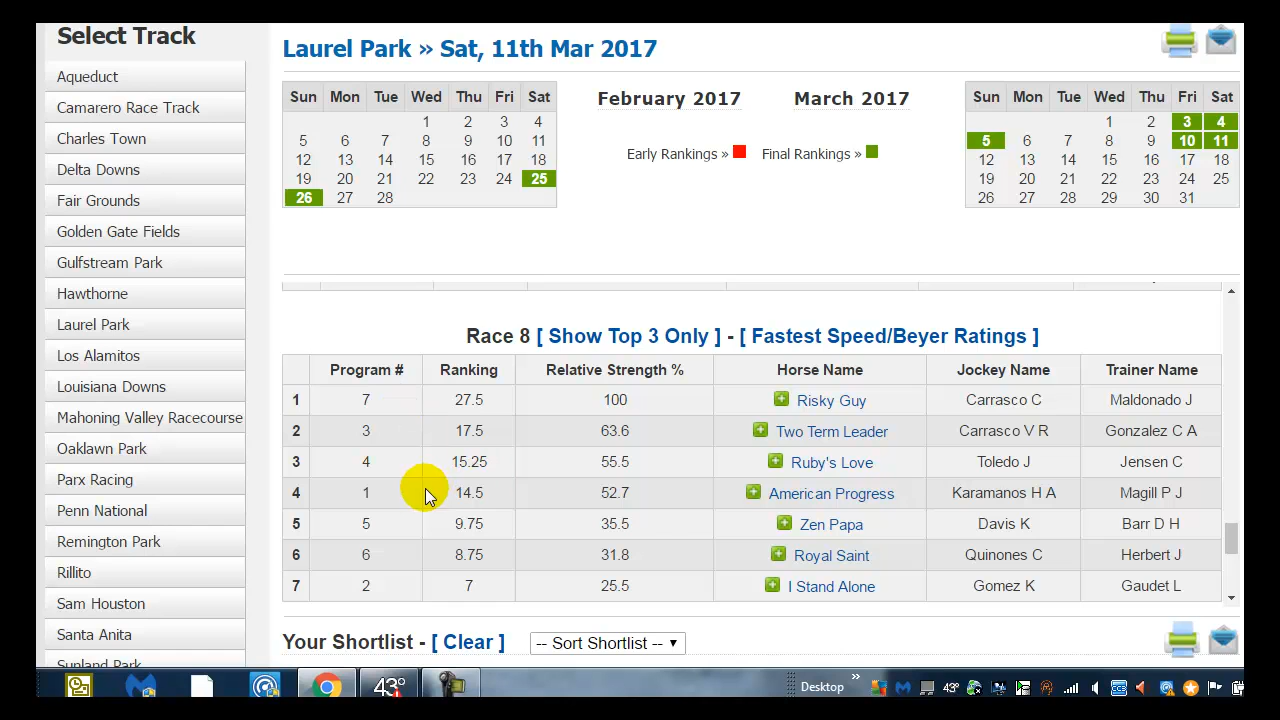 Select Track
Aqueduct
Camarero Race Track
Charles Town
Delta Downs
Fair Grounds
Golden Gate Fields
Gulfstream Park
Hawthorne
Laurel Park
Los Alamitos
Louisiana Downs
Mahoning Valley Racecourse
Oaklawn Park
Parx Racing
Penn National
Remington Park
Rillito
Sam Houston
Santa Anita
Sunland Park
Laurel Park » Sat, 11th Mar 2017
Sun Mon Tue Wed Thu Fri Sat
1 2 3 4
5 6 7 8 9 10 11
12 13 14 15 16 17 18
19 20 21 22 23 24 25
26 27 28
February 2017 March 2017
Early Rankings » Final Rankings »
Sun Mon Tue Wed Thu Fri Sat
1 2 3 4
5 6 7 8 9 10 11
12 13 14 15 16 17 18
19 20 21 22 23 24 25
26 27 28 29 30 31
Race 8 [ Show Top 3 Only ] - [ Fastest Speed/Beyer Ratings ]
Program # Ranking Relative Strength % Horse Name Jockey Name Trainer Name
1 7 27.5 100 Risky Guy Carrasco C Maldonado J
2 3 17.5 63.6 Two Term Leader Carrasco V R Gonzalez C A
3 4 15.25 55.5 Ruby's Love Toledo J Jensen C
4 1 14.5 52.7 American Progress Karamanos H A Magill P J
5 5 9.75 35.5 Zen Papa Davis K Barr D H
6 6 8.75 31.8 Royal Saint Quinones C Herbert J
7 2 7 25.5 I Stand Alone Gomez K Gaudet L
Your Shortlist - [ Clear ] -- Sort Shortlist --
43° Desktop » 43°